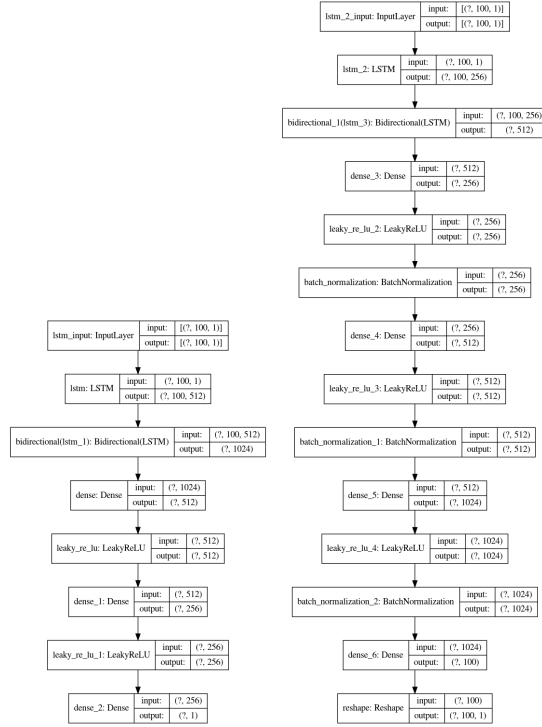 lstm_input: InputLayer input: [(?, 100, 1)]
output: [(?, 100, 1)]
lstm: LSTM input: (?, 100, 1)
output: (?, 100, 512)
bidirectional(lstm_1): Bidirectional(LSTM) input: (?, 100, 512)
output: (?, 1024)
dense: Dense input: (?, 1024)
output: (?, 512)
leaky_re_lu: LeakyReLU input: (?, 512)
output: (?, 512)
dense_1: Dense input: (?, 512)
output: (?, 256)
leaky_re_lu_1: LeakyReLU input: (?, 256)
output: (?, 256)
dense_2: Dense input: (?, 256)
output: (?, 1)
lstm_2_input: InputLayer input: [(?, 100, 1)]
output: [(?, 100, 1)]
lstm_2: LSTM input: (?, 100, 1)
output: (?, 100, 256)
bidirectional_1(lstm_3): Bidirectional(LSTM) input: (?, 100, 256)
output: (?, 512)
dense_3: Dense input: (?, 512)
output: (?, 256)
leaky_re_lu_2: LeakyReLU input: (?, 256)
output: (?, 256)
batch_normalization: BatchNormalization input: (?, 256)
output: (?, 256)
dense_4: Dense input: (?, 256)
output: (?, 512)
leaky_re_lu_3: LeakyReLU input: (?, 512)
output: (?, 512)
batch_normalization_1: BatchNormalization input: (?, 512)
output: (?, 512)
dense_5: Dense input: (?, 512)
output: (?, 1024)
leaky_re_lu_4: LeakyReLU input: (?, 1024)
output: (?, 1024)
batch_normalization_2: BatchNormalization input: (?, 1024)
output: (?, 1024)
dense_6: Dense input: (?, 1024)
output: (?, 100)
reshape: Reshape input: (?, 100)
output: (?, 100, 1)